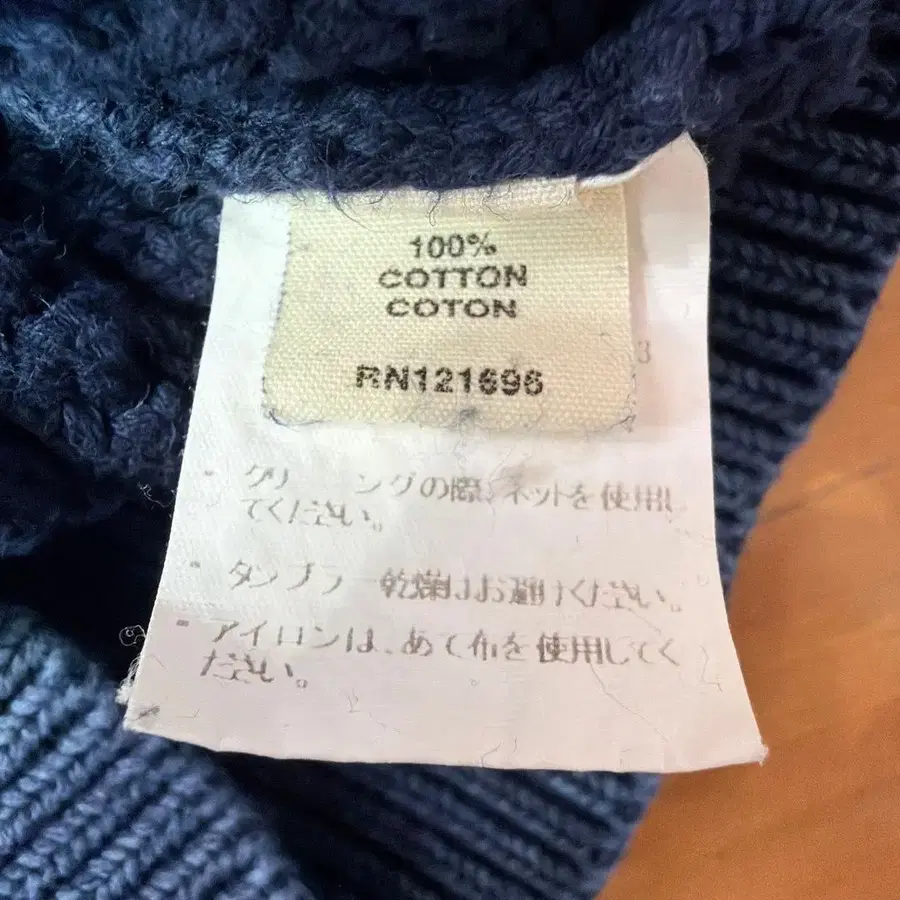 100%
COTTON
COTON
RN121696
・クリーニングの際、ネットを使用し
てください。
・タンブラー乾燥はお避けください。
・アイロンは、あて布を使用してく
ださい。